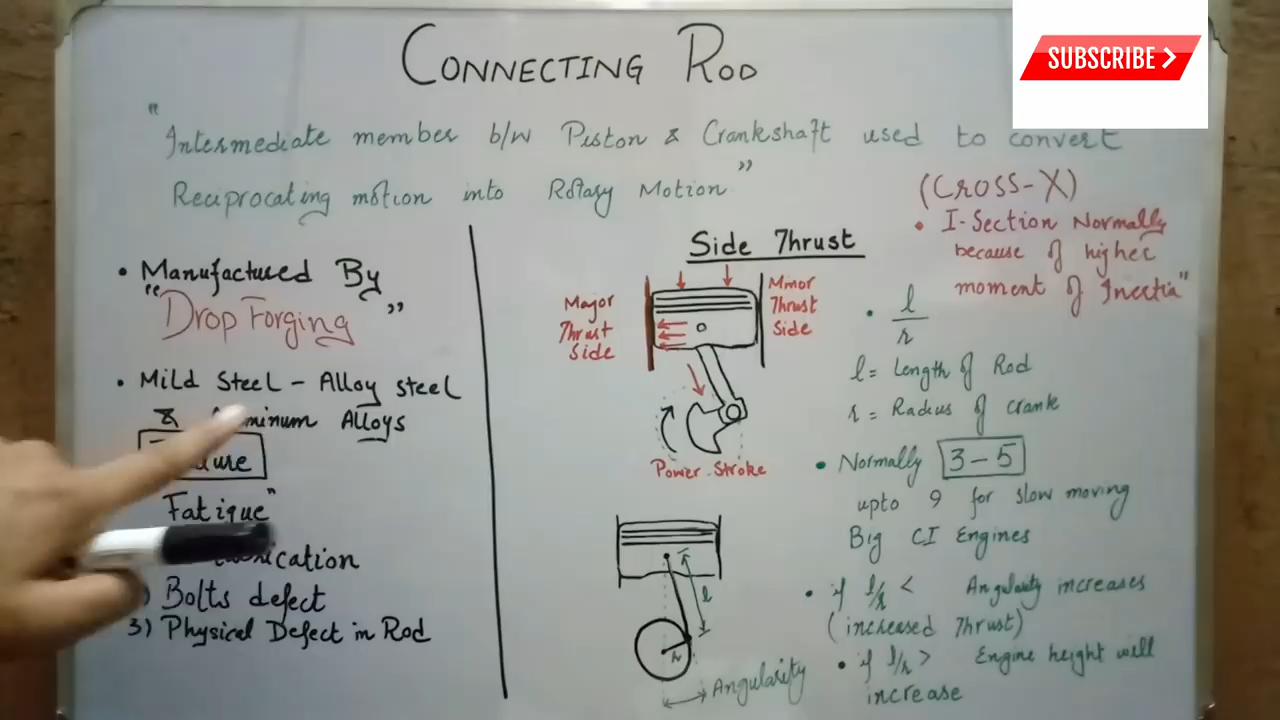 CONNECTING ROD
SUBSCRIBE
"Intermediate member b/w Piston & Crankshaft used to convert
Reciprocating motion into Rotary Motion"
• Manufactured By
"Drop Forging"
• Mild Steel - Alloy steel
& Alloys
Fatique"
2) Bolts defect
3) Physical Defect in Rod
Side Thrust
Major
Thrust
Side
Minor
Thrust
Side
Power Stroke
l
r
Angularity
(Cross-X)
• I-Section Normally
because of higher
moment of Inertia"
• l
r
l = Length of Rod
r = Radius of crank
• Normally 3-5
upto 9 for slow moving
Big CI Engines
• if l/r < Angularity increases
(increased Thrust)
• if l/r > Engine height will
increase